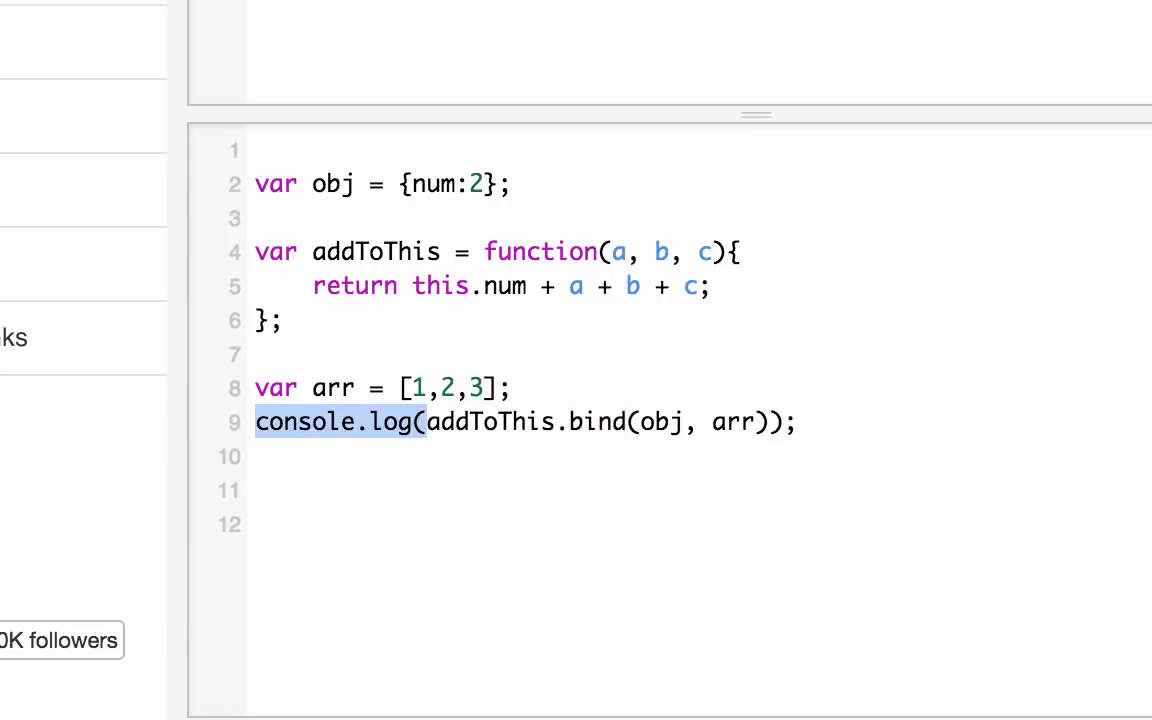 1
2 var obj = {num:2};
3
4 var addToThis = function(a, b, c){
5     return this.num + a + b + c;
6 };
7
8 var arr = [1,2,3];
9 console.log(addToThis.bind(obj, arr));
10
11
12
ks
0K followers